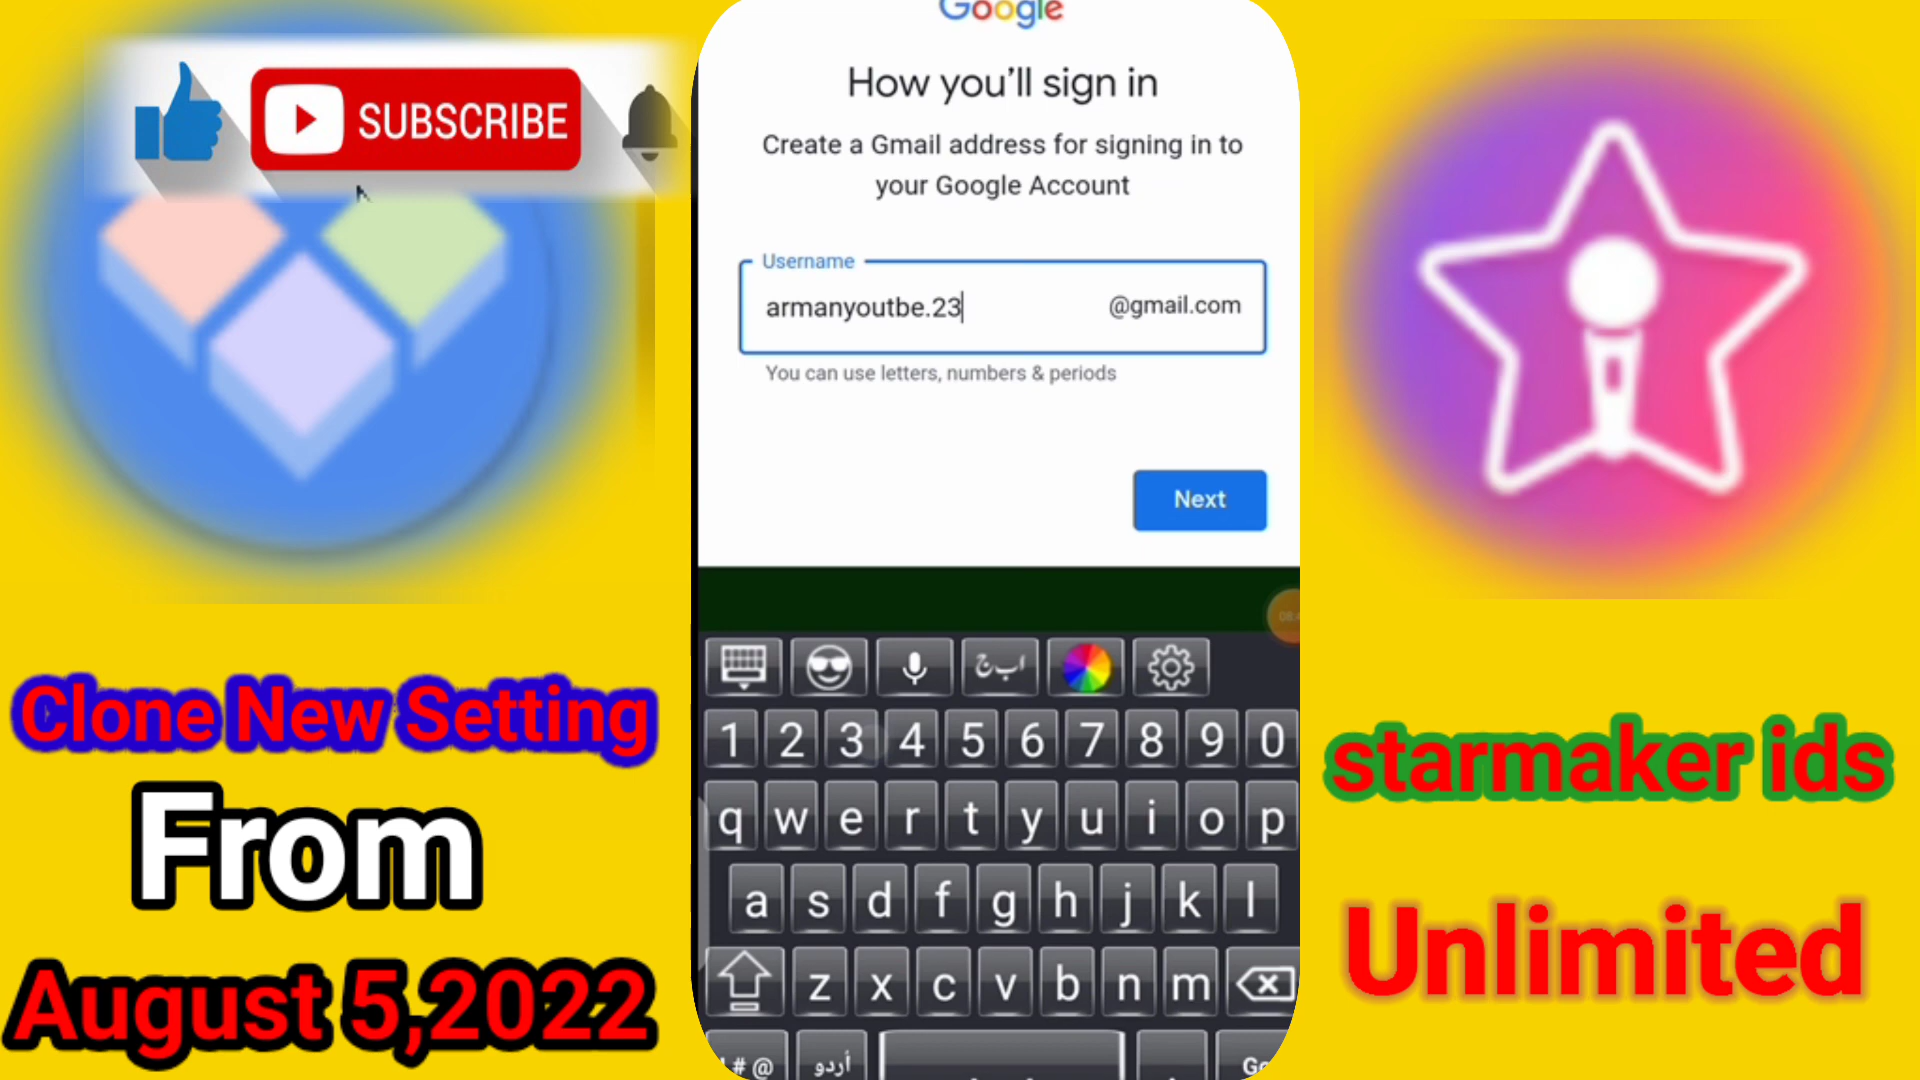 SUBSCRIBE
Clone New Setting
From
August 5,2022
Google
How you'll sign in
Create a Gmail address for signing in to
your Google Account
Username
armanyoutbe.23
@gmail.com
You can use letters, numbers & periods
Next
ا ب ج
1 2 3 4 5 6 7 8 9 0
q w e r t y u i o p
a s d f g h j k l
z x c v b n m
# @ أردو Go
starmaker ids
Unlimited